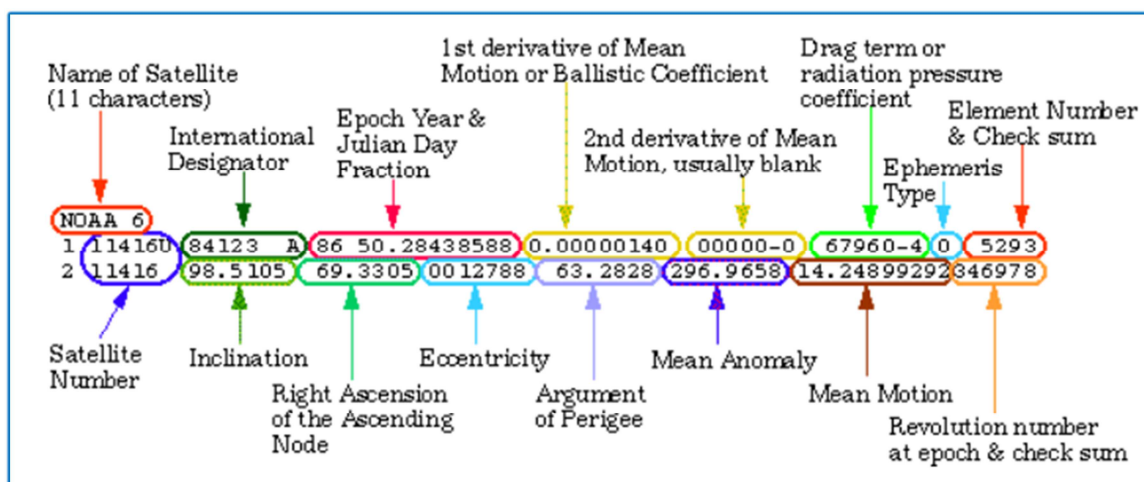 1st derivative of Mean
Motion or Ballistic Coefficient
Drag term or
radiation pressure
coefficient
Name of Satellite
(11 characters)
International
Designator
Epoch Year &
Julian Day
Fraction
2nd derivative of Mean
Motion, usually blank
Ephemeris
Type
Element Number
& Check sum
NOAA 6
1 11416U 84123 A 86 50.28438588 0.00000140 00000-0 67960-4 0 5293
2 11416 98.5105 69.3305 0012788 63.2828 296.9658 14.24899292 346978
Satellite
Number
Inclination
Right Ascension
of the Ascending
Node
Eccentricity
Argument
of Perigee
Mean Anomaly
Mean Motion
Revolution number
at epoch & check sum